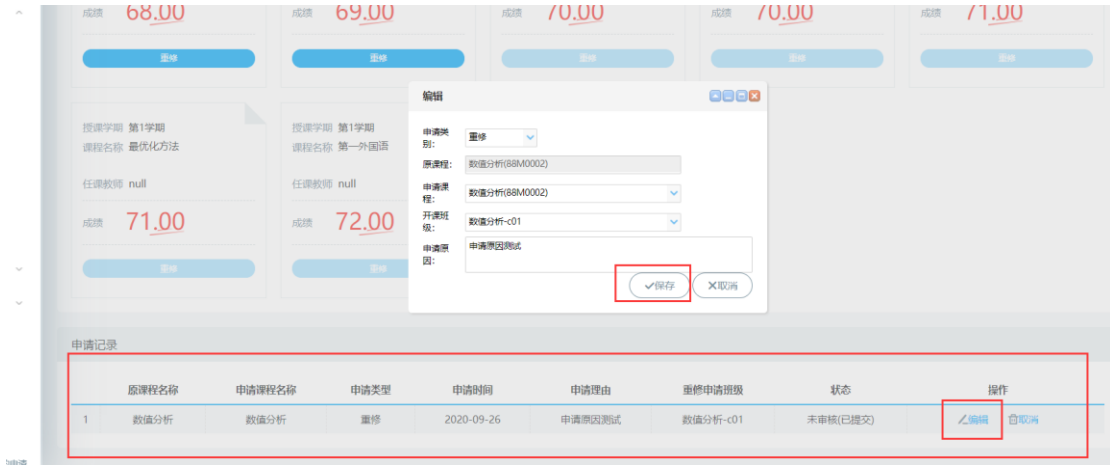 成绩 68.00 成绩 69.00 成绩 70.00 成绩 70.00 成绩 71.00
重修 重修 重修 重修 重修
编辑
申请类别： 重修
原课程： 数值分析(88M0002)
申请课程： 数值分析(88M0002)
开课班级： 数值分析-c01
申请原因： 申请原因测试
保存 取消
授课学期 第1学期 授课学期 第1学期
课程名称 最优化方法 课程名称 第一外国语
任课教师 null 任课教师 null
成绩 71.00 成绩 72.00
重修 重修
申请记录
原课程名称 申请课程名称 申请类型 申请时间 申请理由 重修申请班级 状态 操作
1 数值分析 数值分析 重修 2020-09-26 申请原因测试 数值分析-c01 未审核(已提交) 编辑 取消